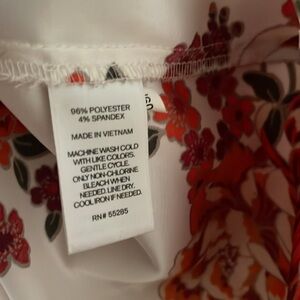 96% POLYESTER
4% SPANDEX
MADE IN VIETNAM
MACHINE WASH COLD
WITH LIKE COLORS.
GENTLE CYCLE.
ONLY NON-CHLORINE
BLEACH WHEN
NEEDED. LINE DRY.
COOL IRON IF NEEDED.
RN# 55285